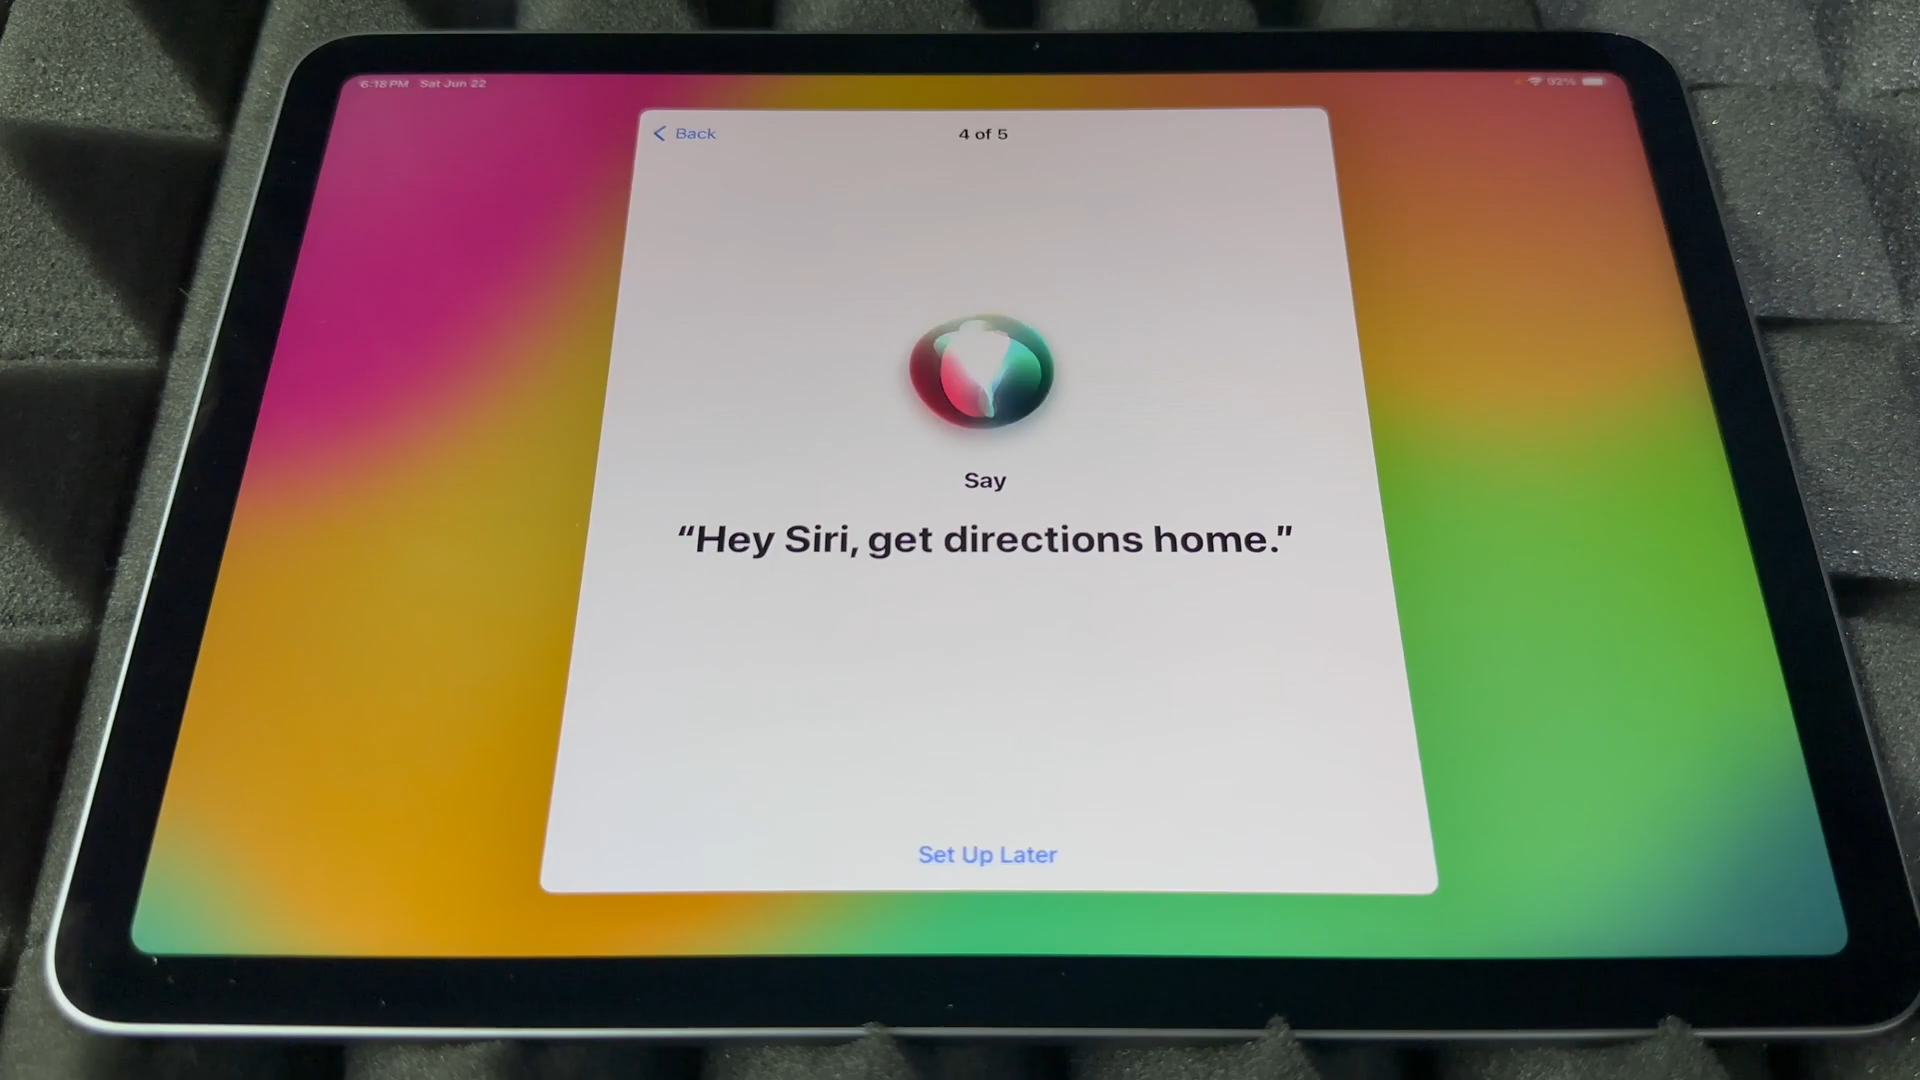 6:18 PM Sat Jun 22
92%
Back
4 of 5
Say
“Hey Siri, get directions home.”
Set Up Later